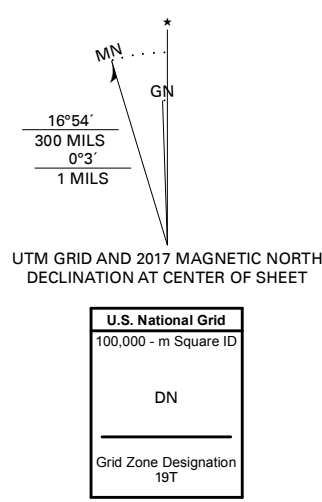 ★
MN
GN
16°54´
300 MILS
0°3´
1 MILS
UTM GRID AND 2017 MAGNETIC NORTH
DECLINATION AT CENTER OF SHEET
U.S. National Grid
100,000 - m Square ID
DN
Grid Zone Designation
19T